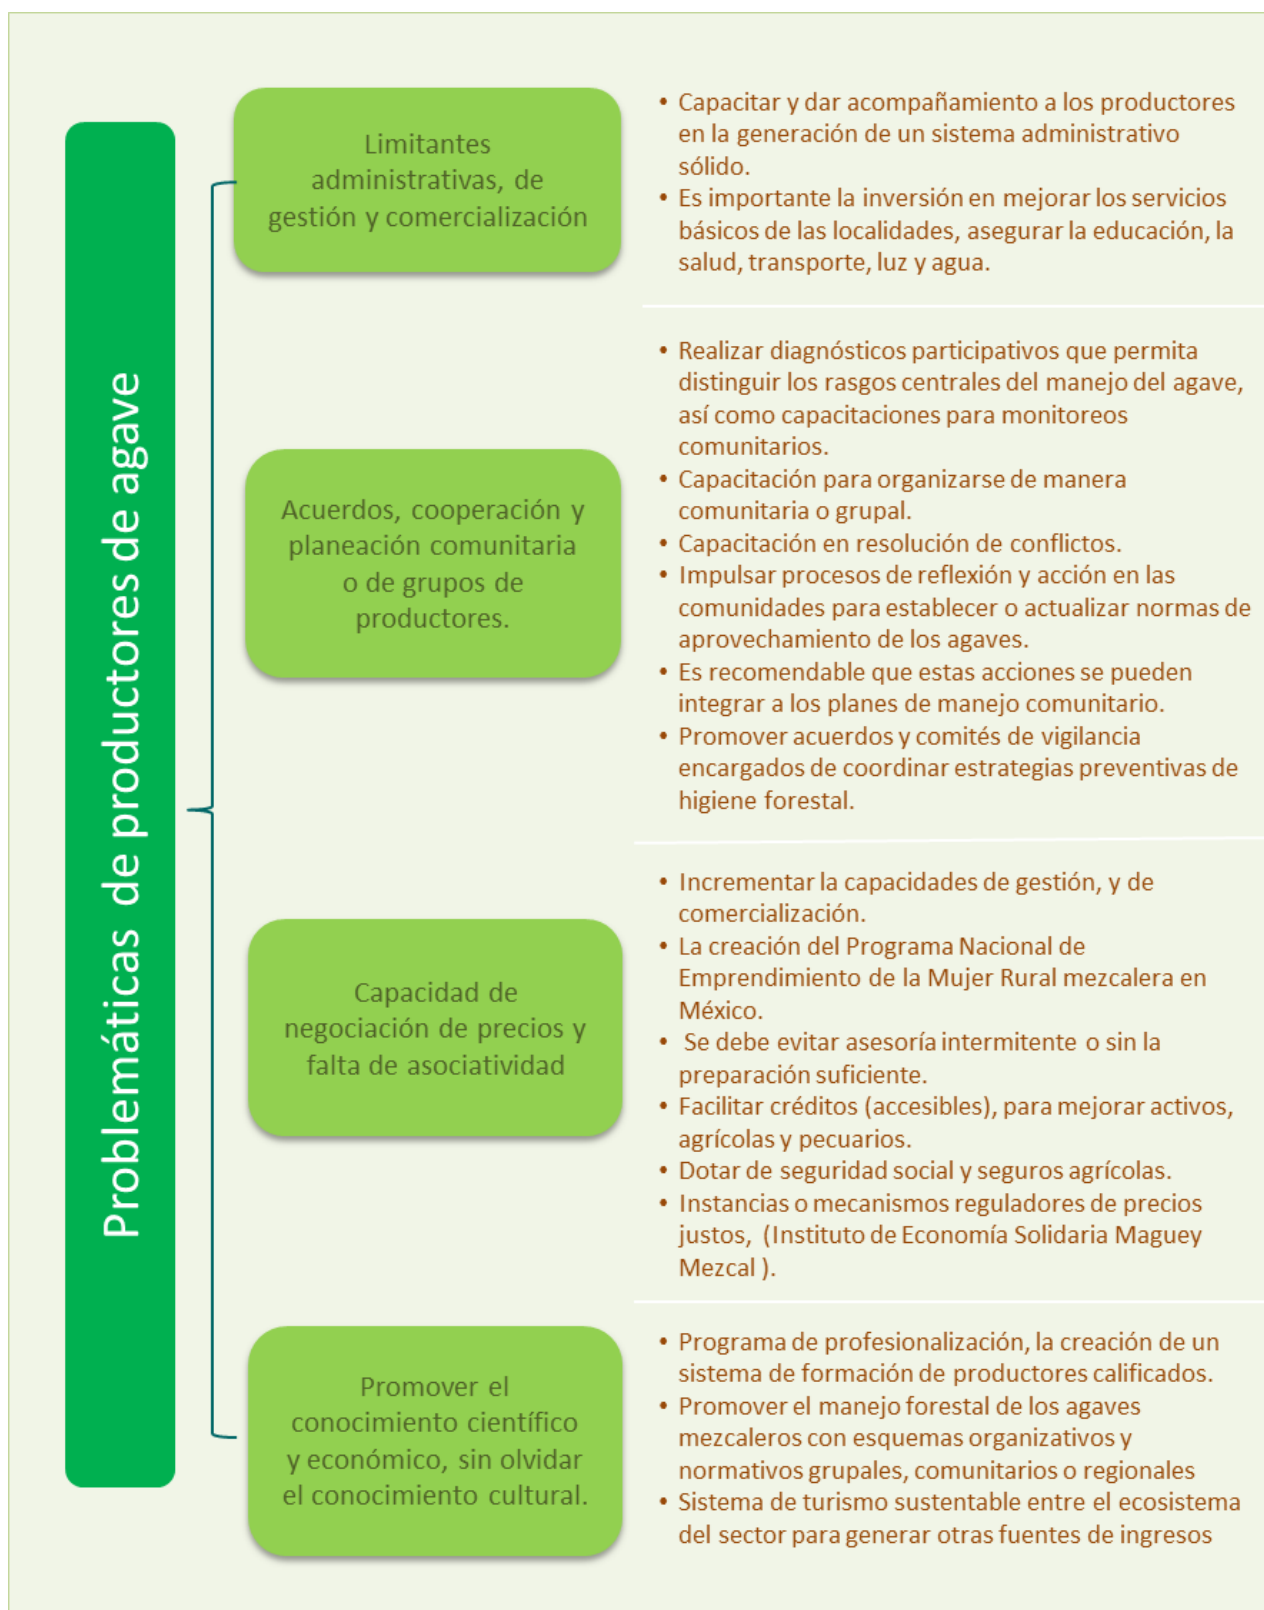 Problemáticas de productores de agave
Limitantes
administrativas, de
gestión y comercialización
• Capacitar y dar acompañamiento a los productores
en la generación de un sistema administrativo
sólido.
• Es importante la inversión en mejorar los servicios
básicos de las localidades, asegurar la educación, la
salud, transporte, luz y agua.
Acuerdos, cooperación y
planeación comunitaria
o de grupos de
productores.
• Realizar diagnósticos participativos que permita
distinguir los rasgos centrales del manejo del agave,
así como capacitaciones para monitoreos
comunitarios.
• Capacitación para organizarse de manera
comunitaria o grupal.
• Capacitación en resolución de conflictos.
• Impulsar procesos de reflexión y acción en las
comunidades para establecer o actualizar normas de
aprovechamiento de los agaves.
• Es recomendable que estas acciones se pueden
integrar a los planes de manejo comunitario.
• Promover acuerdos y comités de vigilancia
encargados de coordinar estrategias preventivas de
higiene forestal.
Capacidad de
negociación de precios y
falta de asociatividad
• Incrementar la capacidades de gestión, y de
comercialización.
• La creación del Programa Nacional de
Emprendimiento de la Mujer Rural mezcalera en
México.
• Se debe evitar asesoría intermitente o sin la
preparación suficiente.
• Facilitar créditos (accesibles), para mejorar activos,
agrícolas y pecuarios.
• Dotar de seguridad social y seguros agrícolas.
• Instancias o mecanismos reguladores de precios
justos, (Instituto de Economía Solidaria Maguey
Mezcal ).
Promover el
conocimiento científico
y económico, sin olvidar
el conocimiento cultural.
• Programa de profesionalización, la creación de un
sistema de formación de productores calificados.
• Promover el manejo forestal de los agaves
mezcaleros con esquemas organizativos y
normativos grupales, comunitarios o regionales
• Sistema de turismo sustentable entre el ecosistema
del sector para generar otras fuentes de ingresos